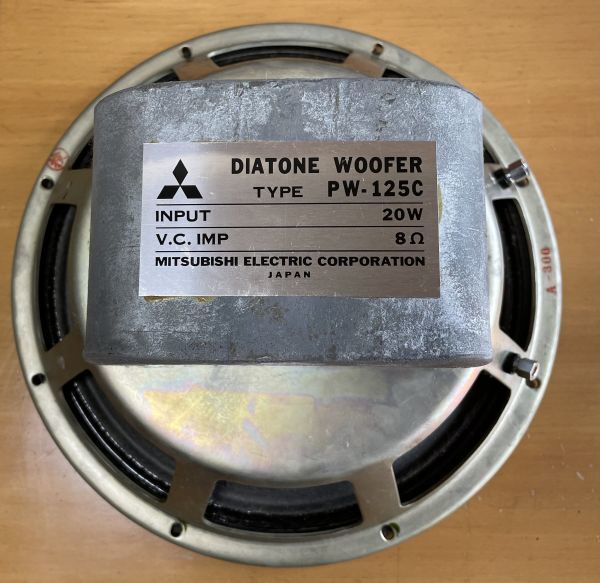 DIATONE WOOFER
TYPE PW-125C
INPUT 20W
V.C. IMP 8Ω
MITSUBISHI ELECTRIC CORPORATION
JAPAN
A-300